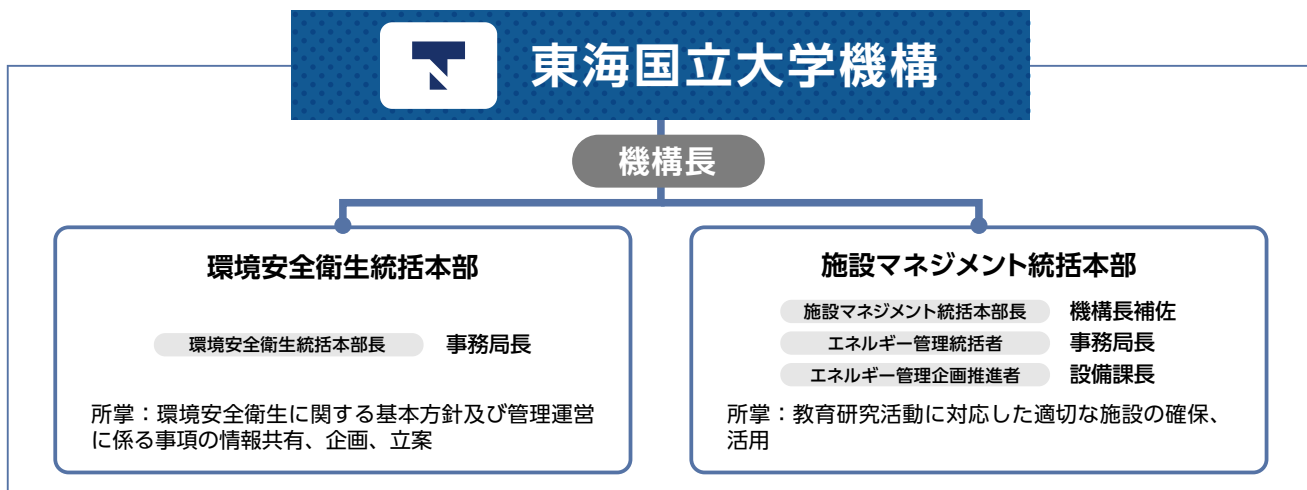 東海国立大学機構
機構長
環境安全衛生統括本部
環境安全衛生統括本部長 事務局長
所掌：環境安全衛生に関する基本方針及び管理運営
に係る事項の情報共有、企画、立案
施設マネジメント統括本部
施設マネジメント統括本部長 機構長補佐
エネルギー管理統括者 事務局長
エネルギー管理企画推進者 設備課長
所掌：教育研究活動に対応した適切な施設の確保、
活用